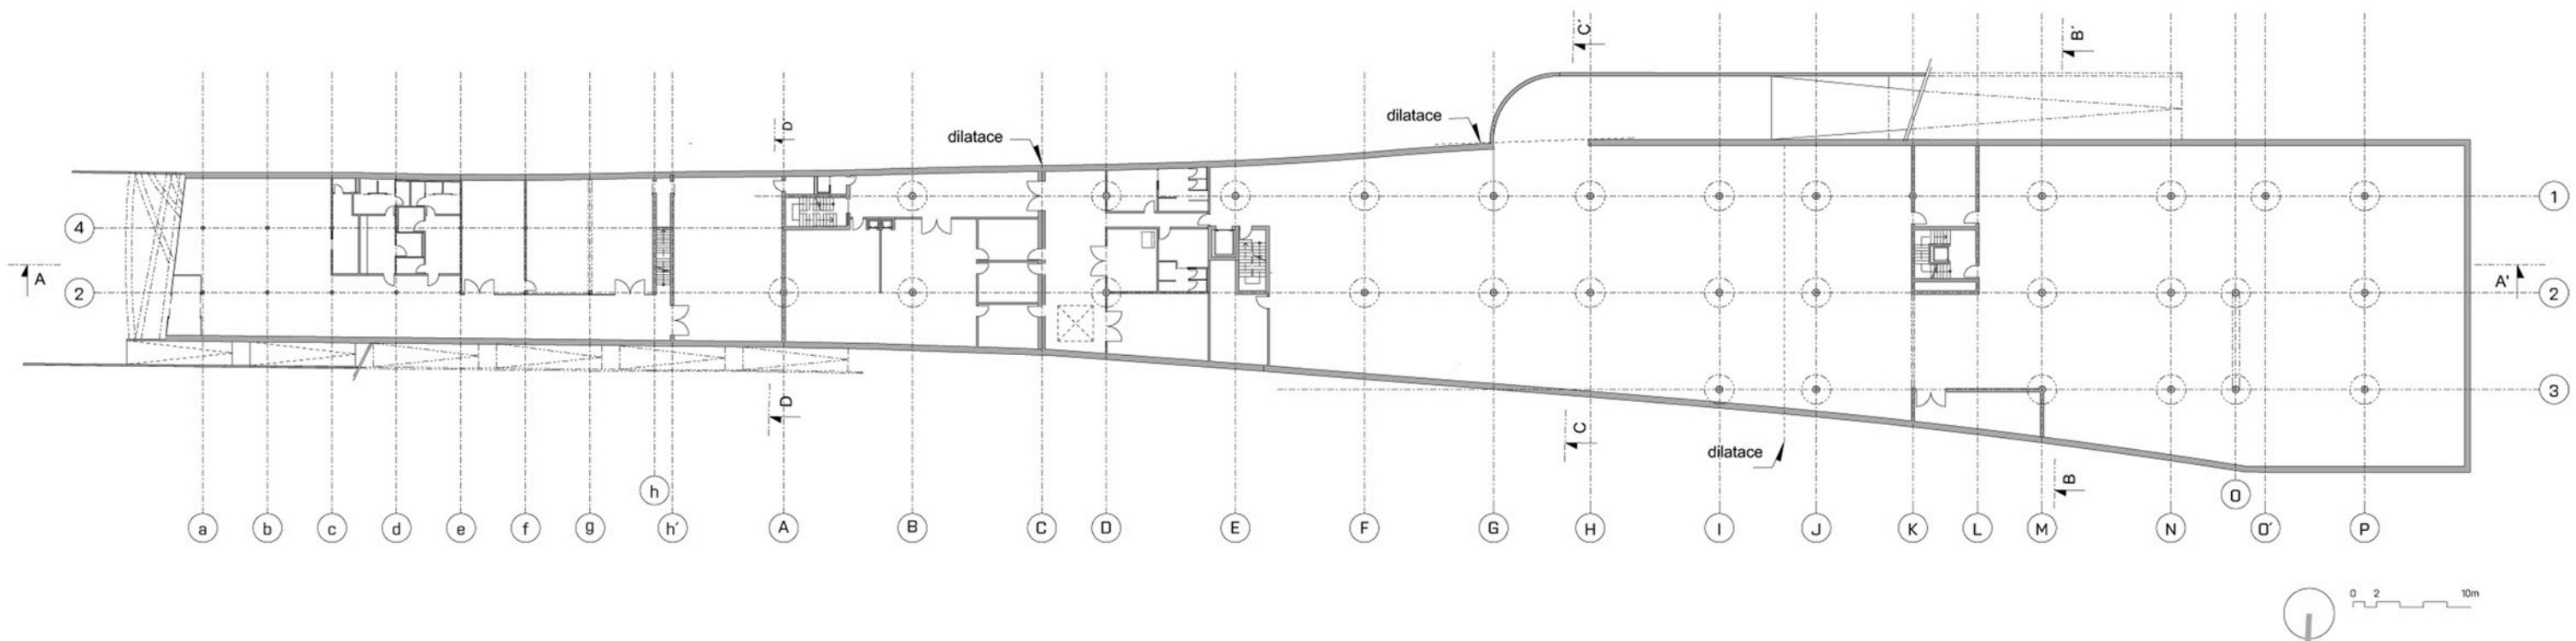 C'
B'
dilatace
D'
dilatace
1
4
A
A'
2
2
3
D
C
dilatace
B
h
O
a
b
c
d
e
f
g
h'
A
B
C
D
E
F
G
H
I
J
K
L
M
N
O'
P
0 2 10m